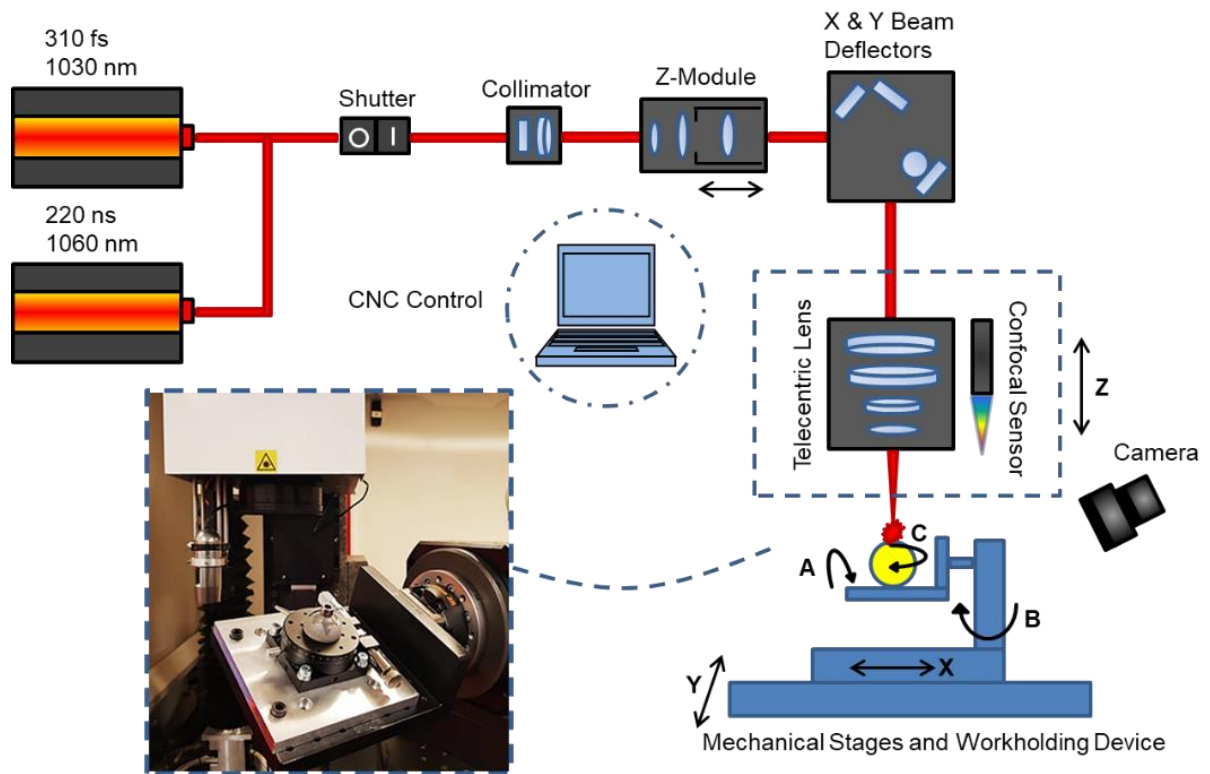 310 fs
1030 nm
Shutter
Collimator
Z-Module
X & Y Beam
Deflectors
220 ns
1060 nm
CNC Control
Telecentric Lens
Confocal Sensor
Z
Camera
A
C
B
X
Y
Mechanical Stages and Workholding Device